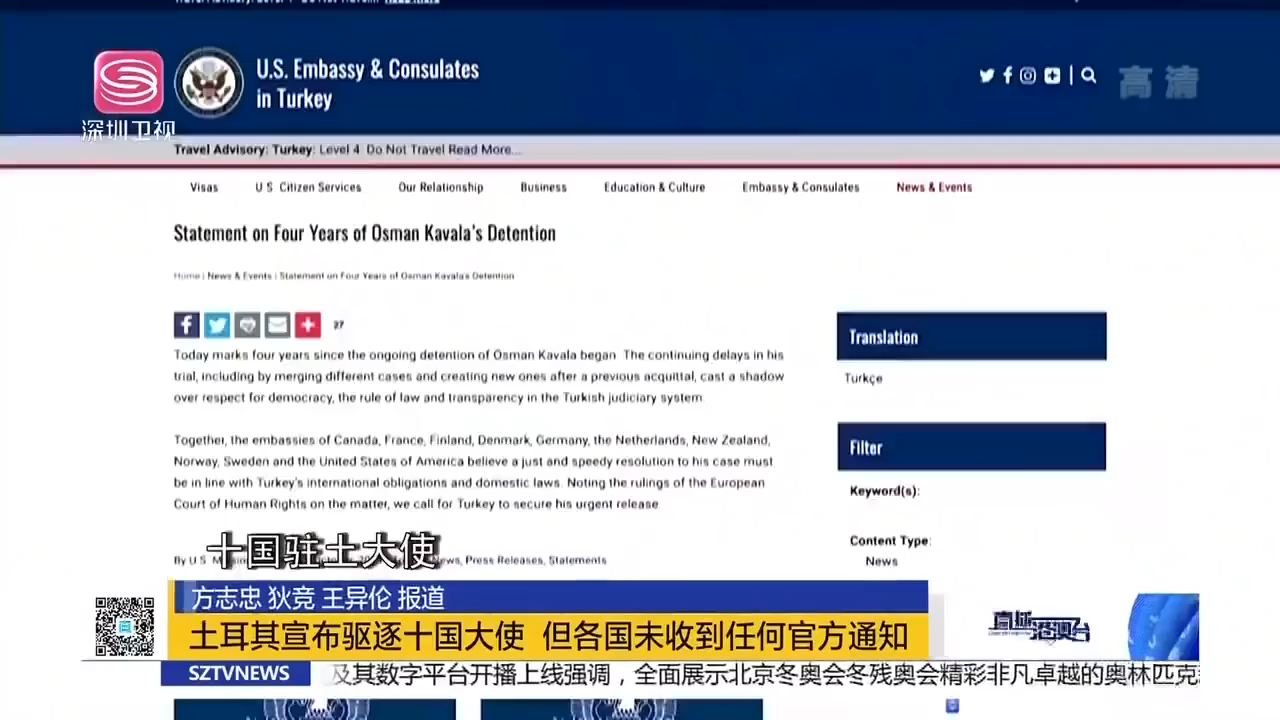 U.S. Embassy & Consulates
in Turkey
高清
深圳卫视
Travel Advisory: Turkey: Level 4 Do Not Travel Read More...
Visas
U.S. Citizen Services
Our Relationship
Business
Education & Culture
Embassy & Consulates
News & Events
Statement on Four Years of Osman Kavala's Detention
Home | News & Events | Statement on Four Years of Osman Kavala's Detention
27
Today marks four years since the ongoing detention of Osman Kavala began. The continuing delays in his
trial, including by merging different cases and creating new ones after a previous acquittal, cast a shadow
over respect for democracy, the rule of law and transparency in the Turkish judiciary system.
Together, the embassies of Canada, France, Finland, Denmark, Germany, the Netherlands, New Zealand,
Norway, Sweden and the United States of America believe a just and speedy resolution to his case must
be in line with Turkey's international obligations and domestic laws. Noting the rulings of the European
Court of Human Rights on the matter, we call for Turkey to secure his urgent release.
Translation
Türkçe
Filter
Keyword(s):
Content Type:
News
By U.S.
News, Press Releases, Statements
十国驻土大使
方志忠 狄竞 王异伦 报道
土耳其宣布驱逐十国大使 但各国未收到任何官方通知
直播港澳台
SZTVNEWS
及其数字平台开播上线强调，全面展示北京冬奥会冬残奥会精彩非凡卓越的奥林匹克